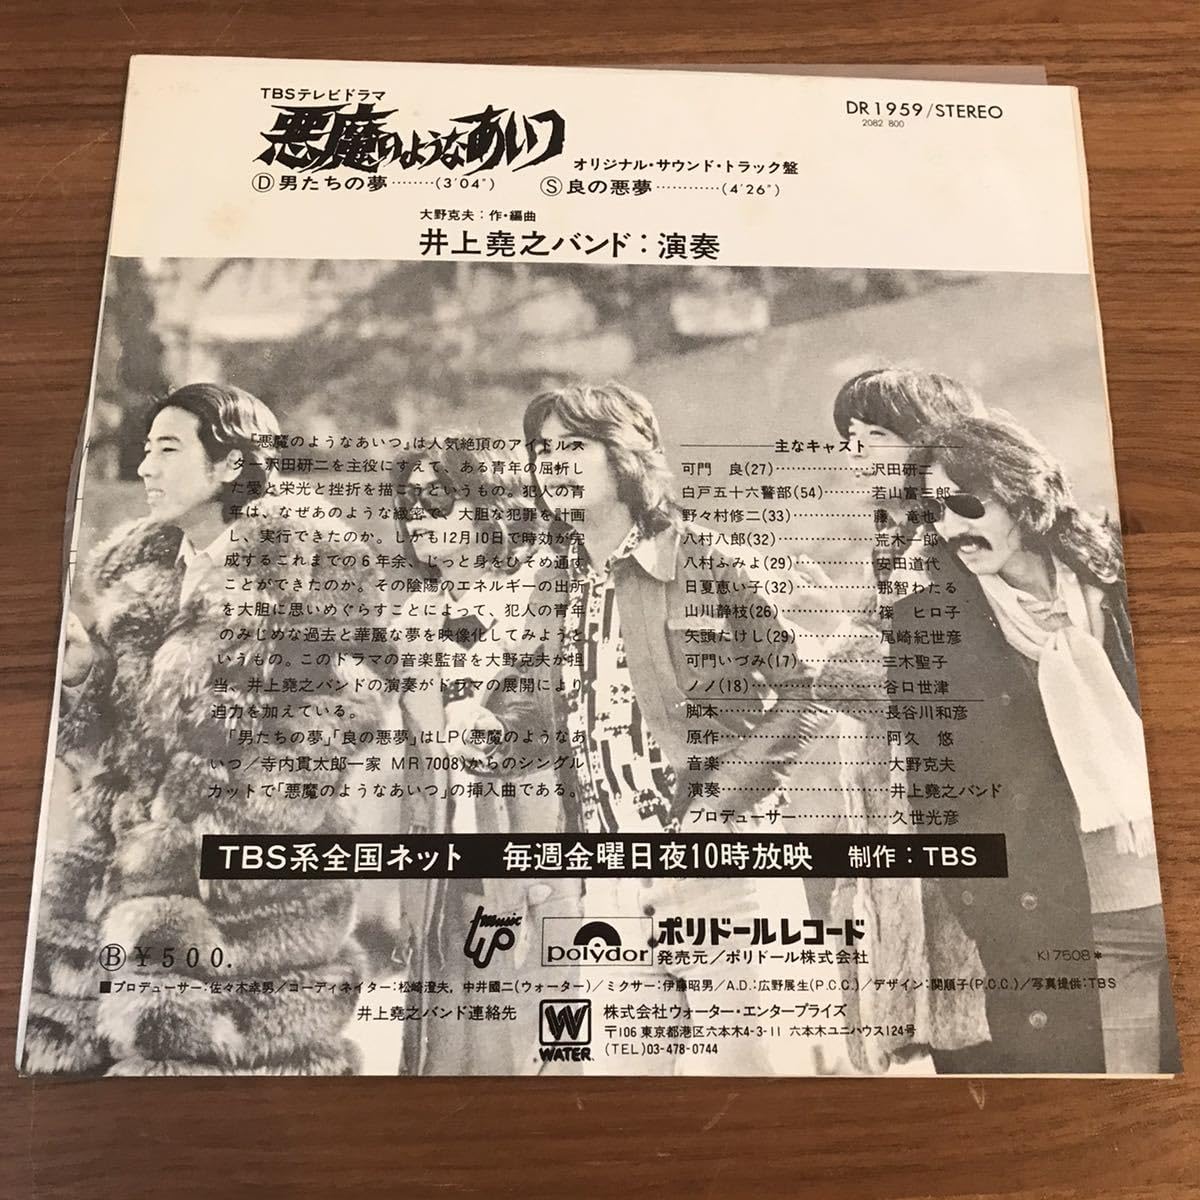 TBSテレビドラマ
悪魔のようなあいつ
オリジナル・サウンド・トラック盤
DR1959/STEREO
2082 800
Ⓓ男たちの夢………(3′04″)
Ⓢ良の悪夢…………(4′26″)
大野克夫：作・編曲
井上堯之バンド：演奏
『悪魔のようなあいつ』は人気絶頂のアイドルス
ター沢田研二を主役にすえて、ある青年の屈折し
た愛と栄光と挫折を描こうというもの。犯人の青
年は、なぜあのような緻密で、大胆な犯罪を計画
し、実行できたのか。しかも12月10日で時効が完
成するこれまでの6年余、じっと身をひそめ通す
ことができたのか。その陰陽のエネルギーの出所
を大胆に思いめぐらすことによって、犯人の青年
のみじめな過去と華麗な夢を映像化してみようと
いうもの。このドラマの音楽監督を大野克夫が担
当、井上堯之バンドの演奏がドラマの展開により
迫力を加えている。
「男たちの夢」「良の悪夢」はLP(悪魔のようなあ
いつ／寺内貫太郎一家 MR7008)からのシングル
カットで「悪魔のようなあいつ」の挿入曲である。
主なキャスト
可門　良(27)………………沢田研二
白戸五十六警部(54)………若山富三郎
野々村修二(33)……………藤　竜也
八村八郎(32)………………荒木一郎
八村ふみよ(29)……………安田道代
日夏恵い子(32)……………那智わたる
山川静枝(26)………………篠　ヒロ子
矢頭たけし(29)……………尾崎紀世彦
可門いづみ(17)……………三木聖子
ノノ(18)……………………谷口世津
脚本…………………………長谷川和彦
原作…………………………阿久　悠
音楽…………………………大野克夫
演奏…………………………井上堯之バンド
プロデューサー……………久世光彦
TBS系全国ネット　毎週金曜日夜10時放映　制作：TBS
music
polydor
ポリドールレコード
発売元／ポリドール株式会社
Ⓑ￥500.
K17508＊
■プロデューサー：佐々木幸男／コーディネイター：松崎澄夫, 中井國二(ウォーター)／ミクサー：伊藤昭男／A.D.：広野展生(P.C.C.)／デザイン：関順子(P.C.C.)／写真提供：TBS
井上堯之バンド連絡先
WATER
株式会社ウォーター・エンタープライズ
〒106 東京都港区六本木4-3-11 六本木ユニハウス124号
(TEL)03-478-0744